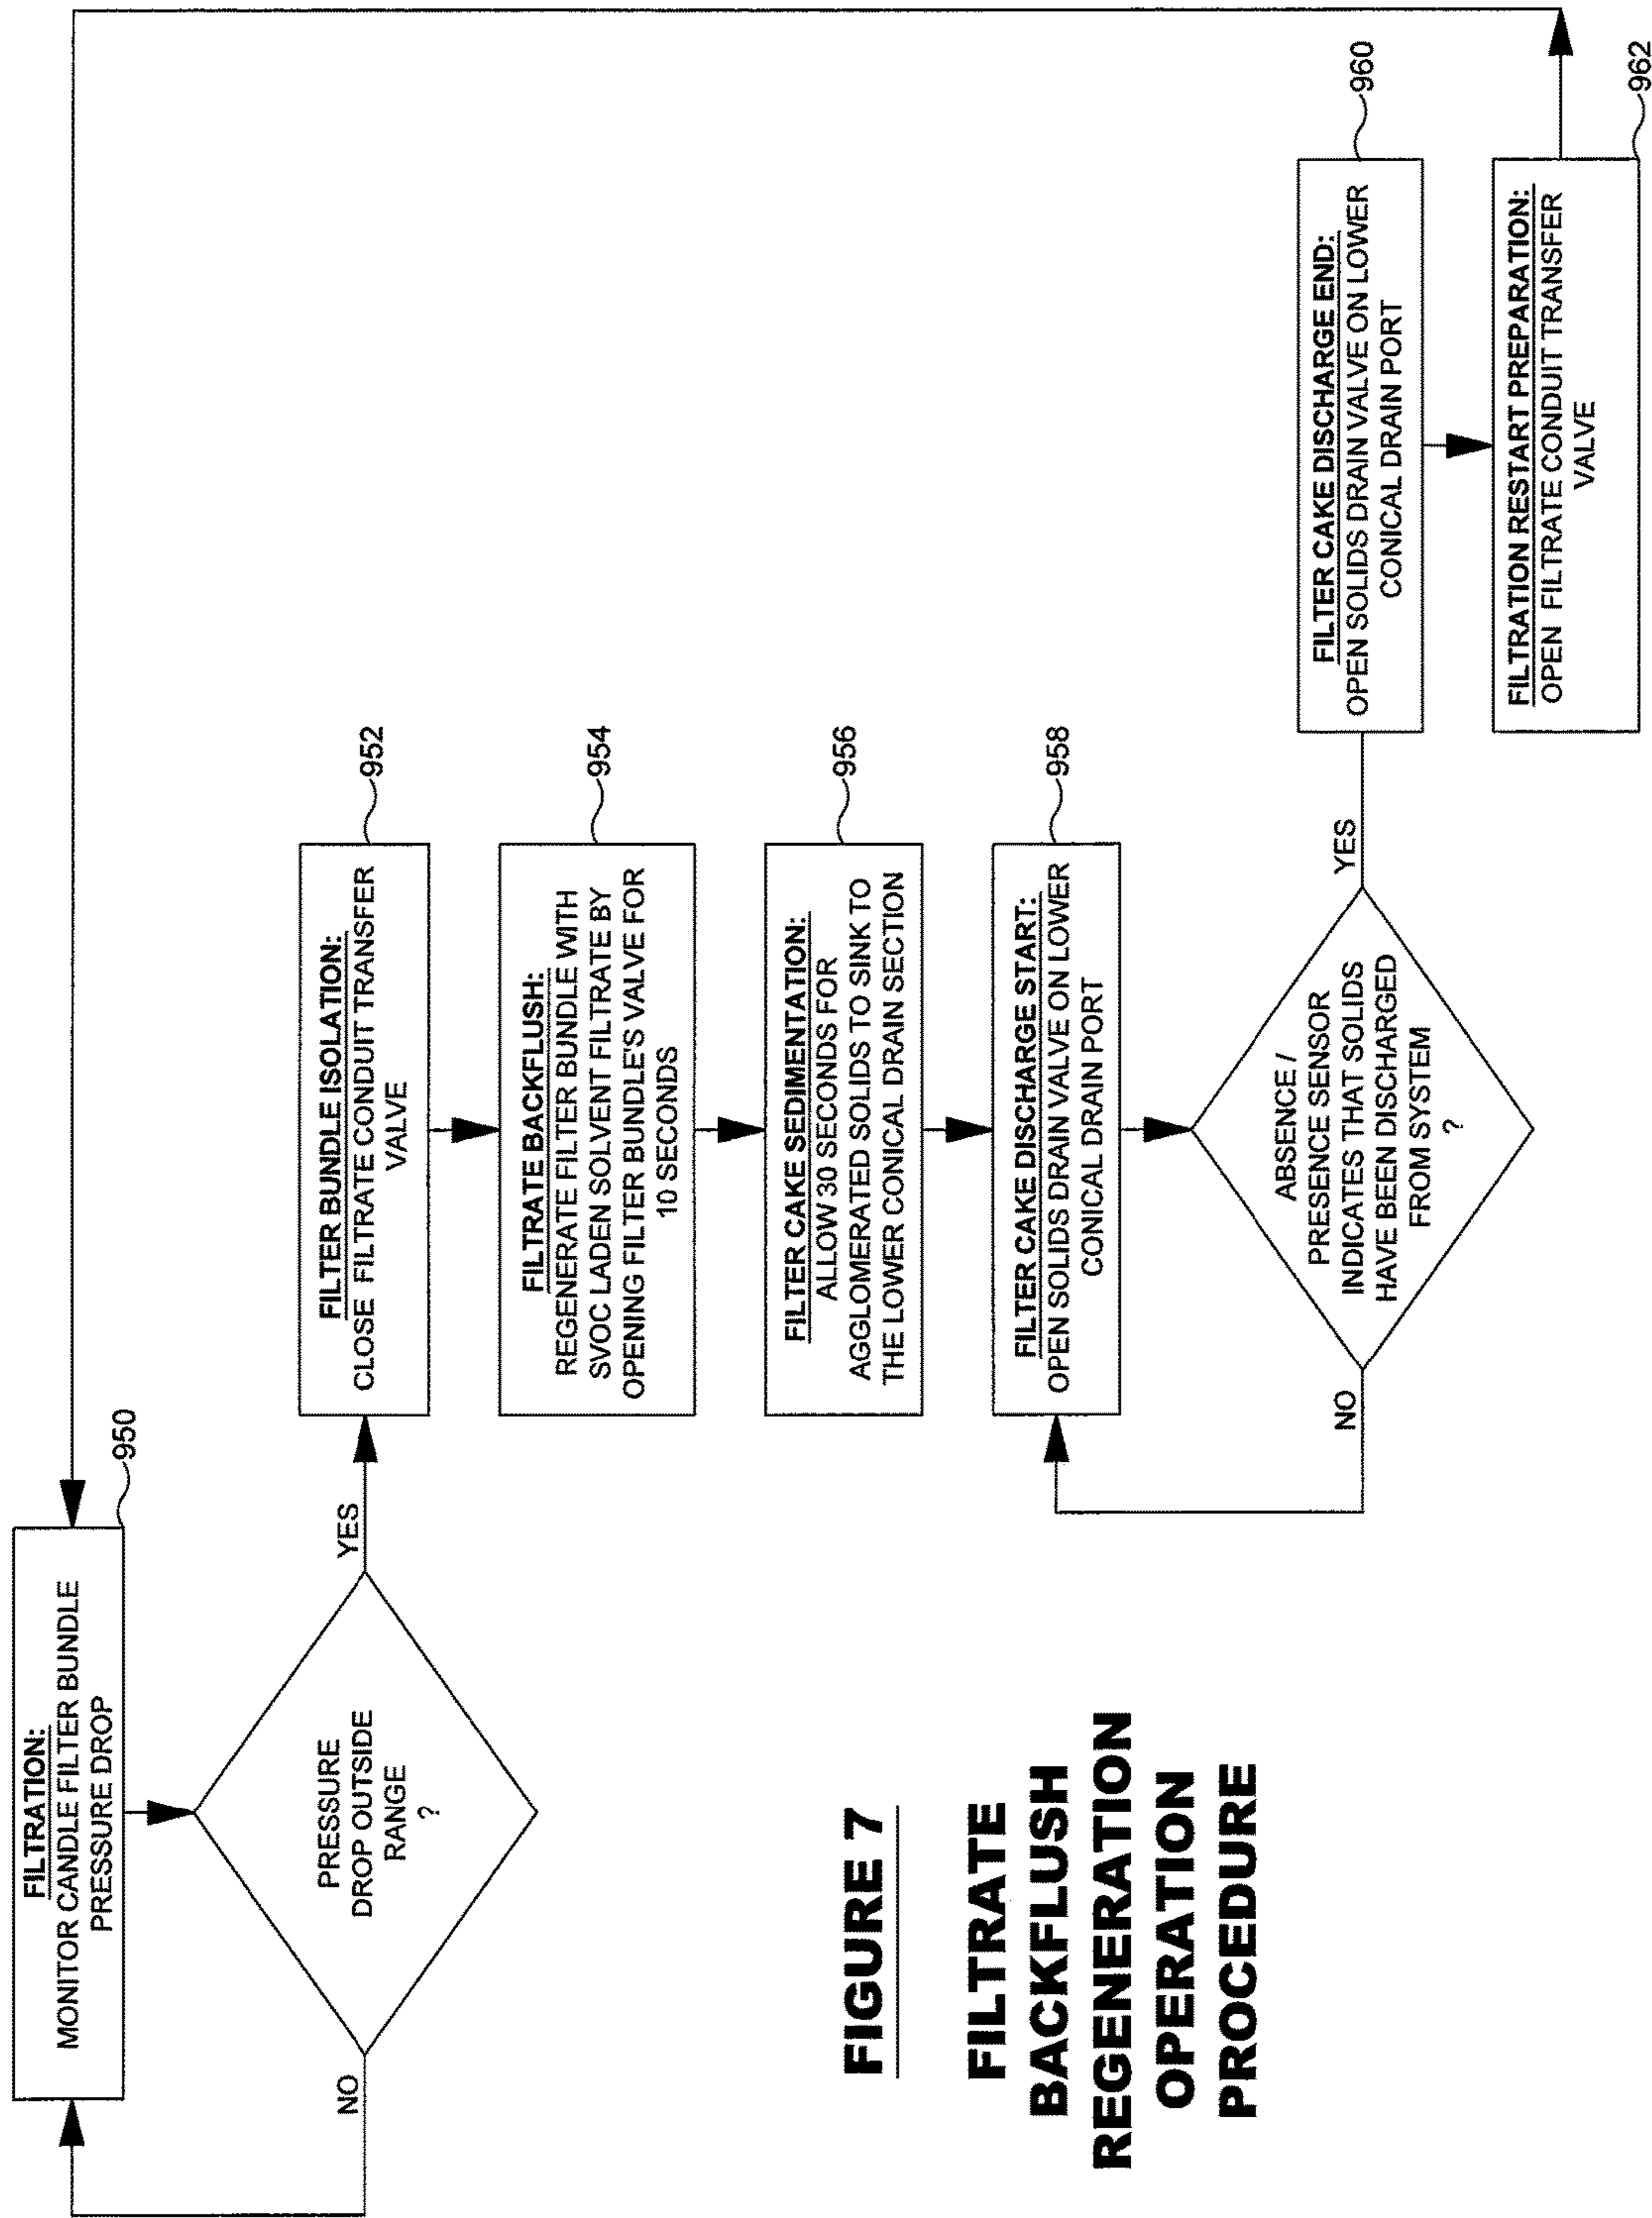 FILTRATION:
MONITOR CANDLE FILTER BUNDLE
PRESSURE DROP
950
PRESSURE
DROP OUTSIDE
RANGE
?
NO
YES
FILTER BUNDLE ISOLATION:
CLOSE FILTRATE CONDUIT TRANSFER
VALVE
952
FILTRATE BACKFLUSH:
REGENERATE FILTER BUNDLE WITH
SVOC LADEN SOLVENT FILTRATE BY
OPENING FILTER BUNDLE'S VALVE FOR
10 SECONDS
954
FILTER CAKE SEDIMENTATION:
ALLOW 30 SECONDS FOR
AGGLOMERATED SOLIDS TO SINK TO
THE LOWER CONICAL DRAIN SECTION
956
FILTER CAKE DISCHARGE START:
OPEN SOLIDS DRAIN VALVE ON LOWER
CONICAL DRAIN PORT
958
ABSENCE /
PRESENCE SENSOR
INDICATES THAT SOLIDS
HAVE BEEN DISCHARGED
FROM SYSTEM
?
NO
YES
FILTER CAKE DISCHARGE END:
OPEN SOLIDS DRAIN VALVE ON LOWER
CONICAL DRAIN PORT
960
FILTRATION RESTART PREPARATION:
OPEN FILTRATE CONDUIT TRANSFER
VALVE
962
FIGURE 7
FILTRATE
BACKFLUSH
REGENERATION
OPERATION
PROCEDURE